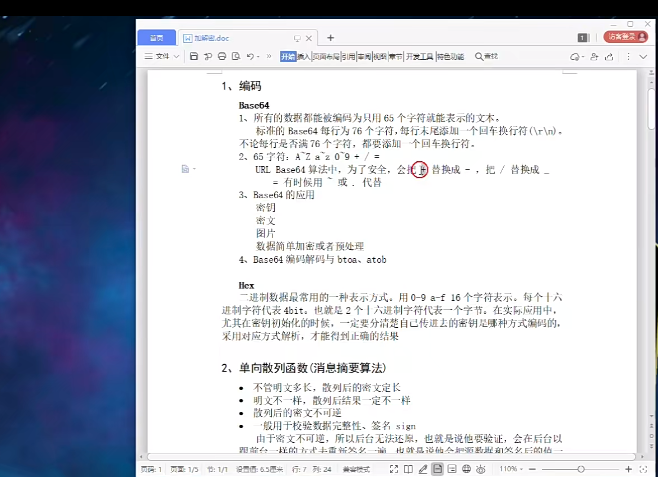 首页 加解密.doc 1 访客登录
文件 开始 插入 页面布局 引用 审阅 视图 章节 开发工具 特色功能 查找
1、编码
Base64
1、所有的数据都能被编码为只用 65 个字符就能表示的文本。
标准的 Base64 每行为 76 个字符,每行末尾添加一个回车换行符(\r\n)。
不论每行是否满 76 个字符，都要添加一个回车换行符。
2、65 字符: A~Z a~z 0~9 + / =
URL Base64 算法中，为了安全，会把 + 替换成 - ，把 / 替换成 _
= 有时候用 ~ 或 . 代替
3、Base64 的应用
密钥
密文
图片
数据简单加密或者预处理
4、Base64 编码解码与 btoa、atob
Hex
二进制数据最常用的一种表示方式。用 0-9 a-f 16 个字符表示。每个十六
进制字符代表 4bit。也就是 2 个十六进制字符代表一个字节。在实际应用中，
尤其在密钥初始化的时候，一定要分清楚自己传进去的密钥是哪种方式编码的，
采用对应方式解析，才能得到正确的结果
2、单向散列函数(消息摘要算法)
• 不管明文多长，散列后的密文定长
• 明文不一样，散列后结果一定不一样
• 散列后的密文不可逆
• 一般用于校验数据完整性、签名 sign
由于密文不可逆，所以后台无法还原，也就是说他要验证，会在后台以
跟前台一样的方式去重新签名一遍。也就是说他会把源数据和签名后的值一
页码: 1 页面: 1/5 节: 1/1 设置值: 6.5厘米 行: 7 列: 24 兼容模式 110%